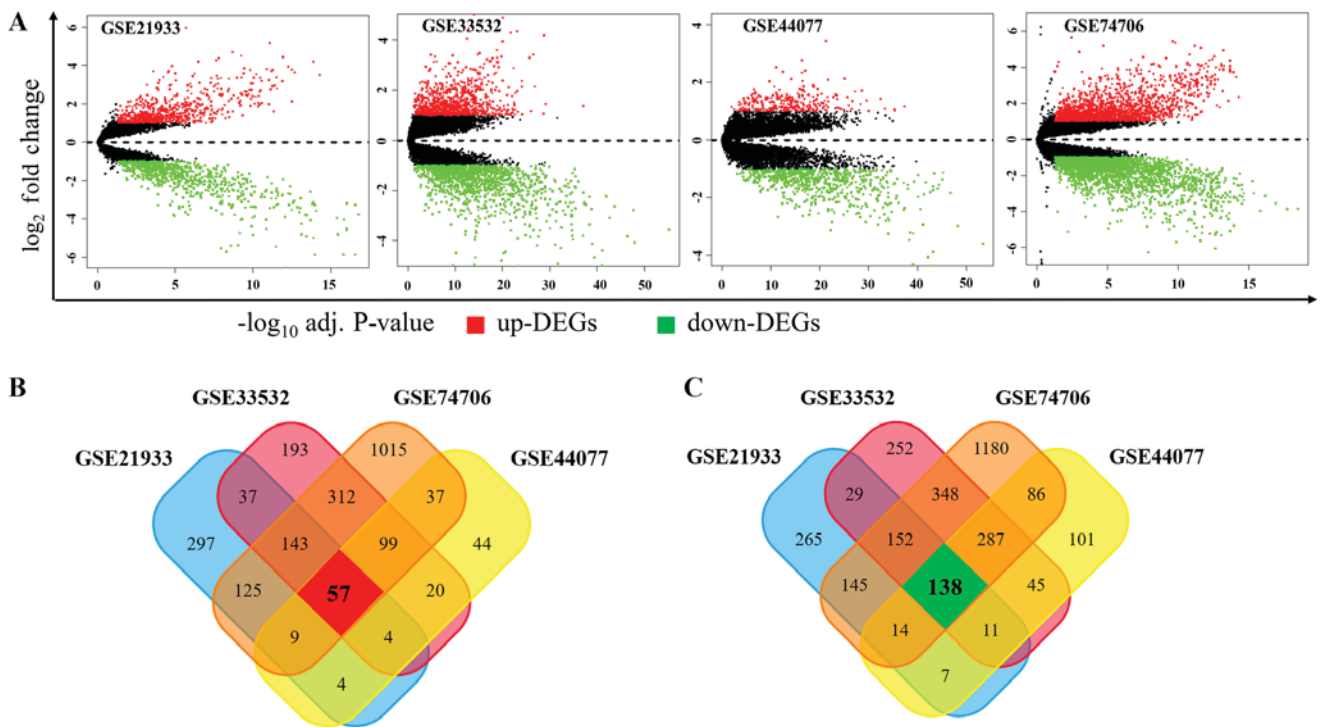 A
GSE21933
GSE33532
GSE44077
GSE74706
log2 fold change
6
4
2
0
-2
-4
-6
0 5 10 15
4
2
0
-2
-4
0 10 20 30 40 50
4
2
0
-2
-4
0 10 20 30 40 50
6
4
2
0
-2
-4
-6
0 5 10 15
-log10 adj. P-value up-DEGs down-DEGs
B
GSE33532 GSE74706
GSE21933 GSE44077
193 1015
37 312 37
297 143 99 44
125 57 20
9 4
4
C
GSE33532 GSE74706
GSE21933 GSE44077
252 1180
29 348 86
265 152 287 101
145 138 45
14 11
7